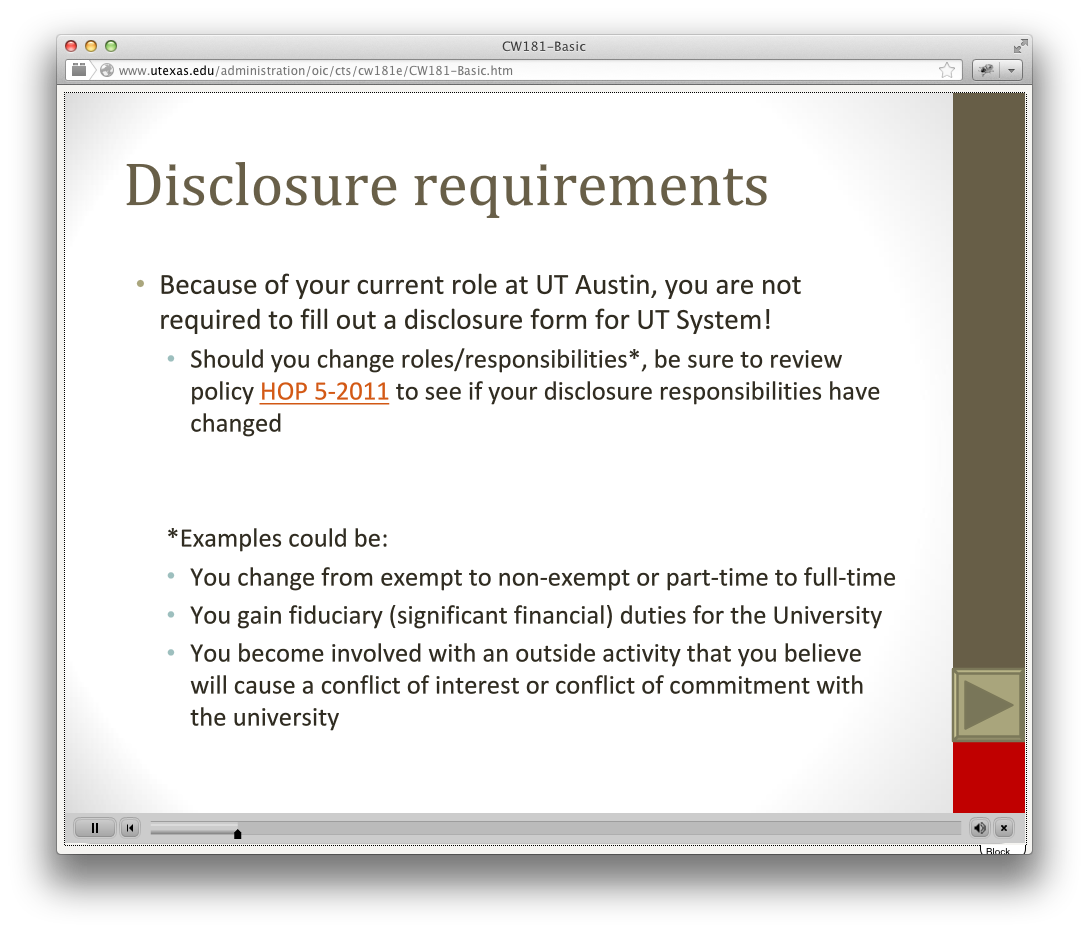 CW181-Basic
www.utexas.edu/administration/oic/cts/cw181e/CW181-Basic.htm
Disclosure requirements
• Because of your current role at UT Austin, you are not
required to fill out a disclosure form for UT System!
• Should you change roles/responsibilities*, be sure to review
policy HOP 5-2011 to see if your disclosure responsibilities have
changed
*Examples could be:
• You change from exempt to non-exempt or part-time to full-time
• You gain fiduciary (significant financial) duties for the University
• You become involved with an outside activity that you believe
will cause a conflict of interest or conflict of commitment with
the university
Block